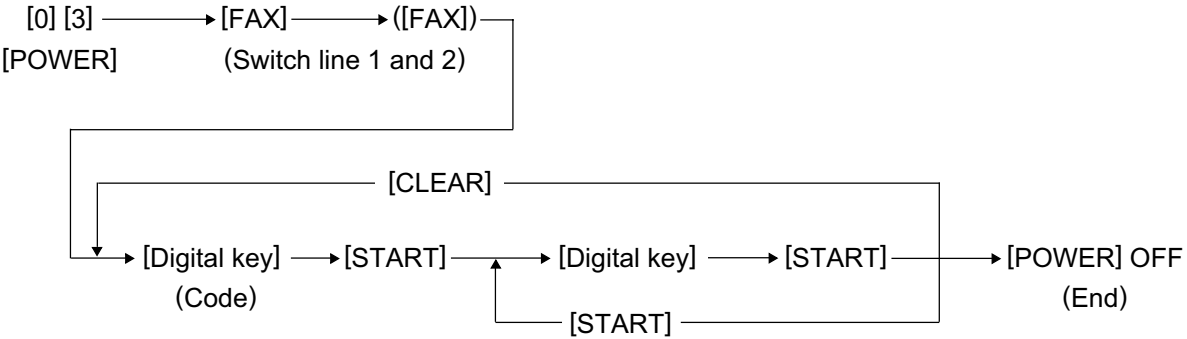 [0] [3] [FAX] ([FAX])
[POWER] (Switch line 1 and 2)
[CLEAR]
[Digital key] [START] [Digital key] [START] [POWER] OFF
(Code) (End)
[START]